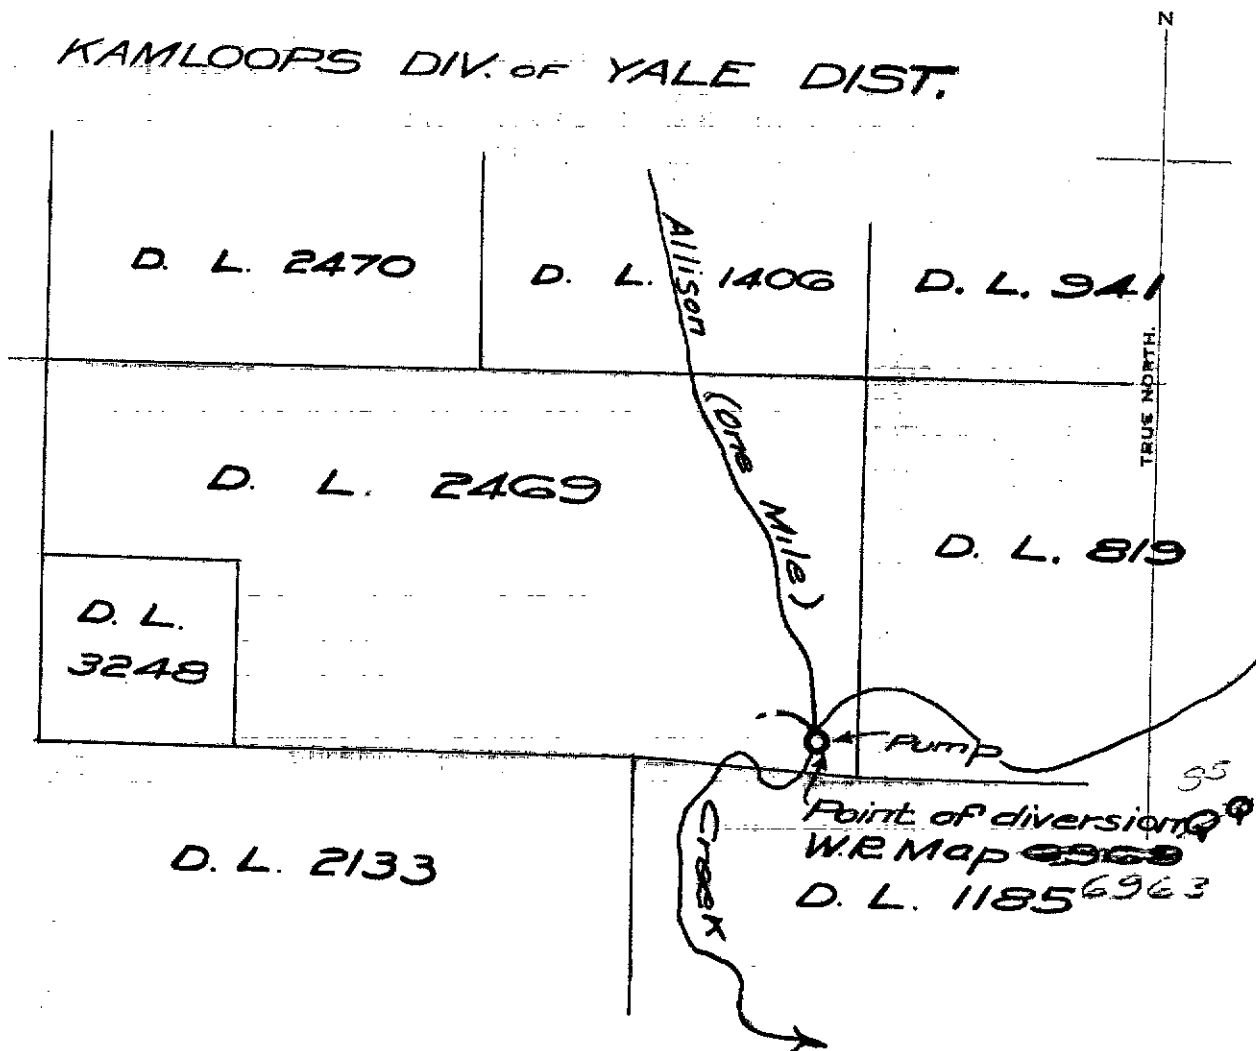 N
KAMLOOPS DIV. OF YALE DIST.
D. L. 2470
D. L. 1406
D. L. 941
TRUE NORTH.
Allison
(One Mile)
Creek
D. L. 2469
D. L. 819
D. L.
3248
Pump
Point of diversion
W.R. Map 6963
D. L. 1185
D. L. 2133